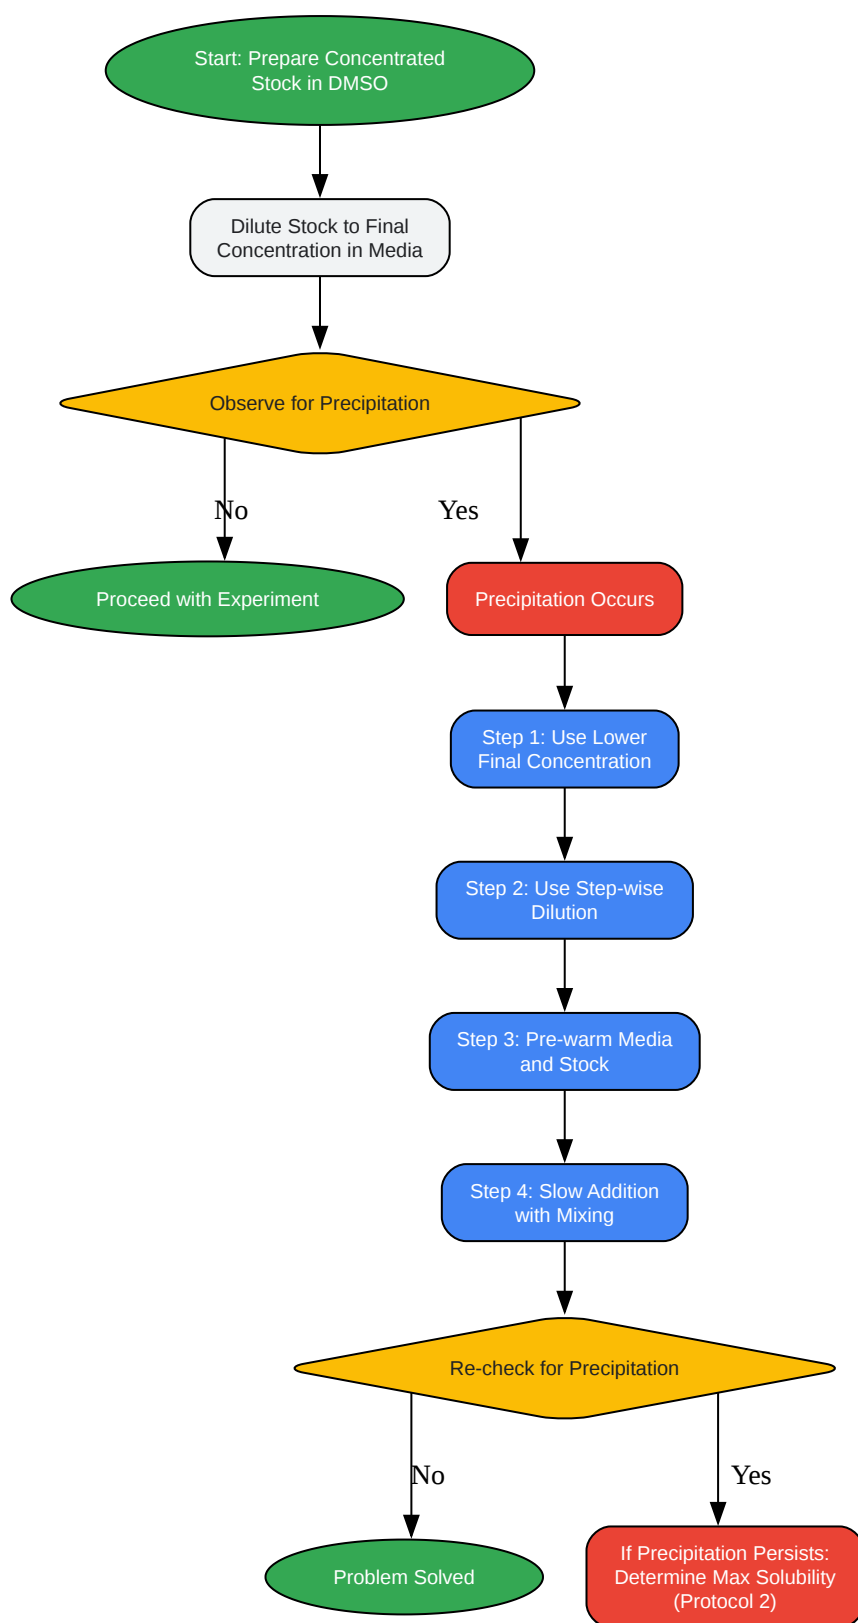 Start: Prepare Concentrated
Stock in DMSO
Dilute Stock to Final
Concentration in Media
Observe for Precipitation
No
Yes
Proceed with Experiment
Precipitation Occurs
Step 1: Use Lower
Final Concentration
Step 2: Use Step-wise
Dilution
Step 3: Pre-warm Media
and Stock
Step 4: Slow Addition
with Mixing
Re-check for Precipitation
No
Yes
Problem Solved
If Precipitation Persists:
Determine Max Solubility
(Protocol 2)